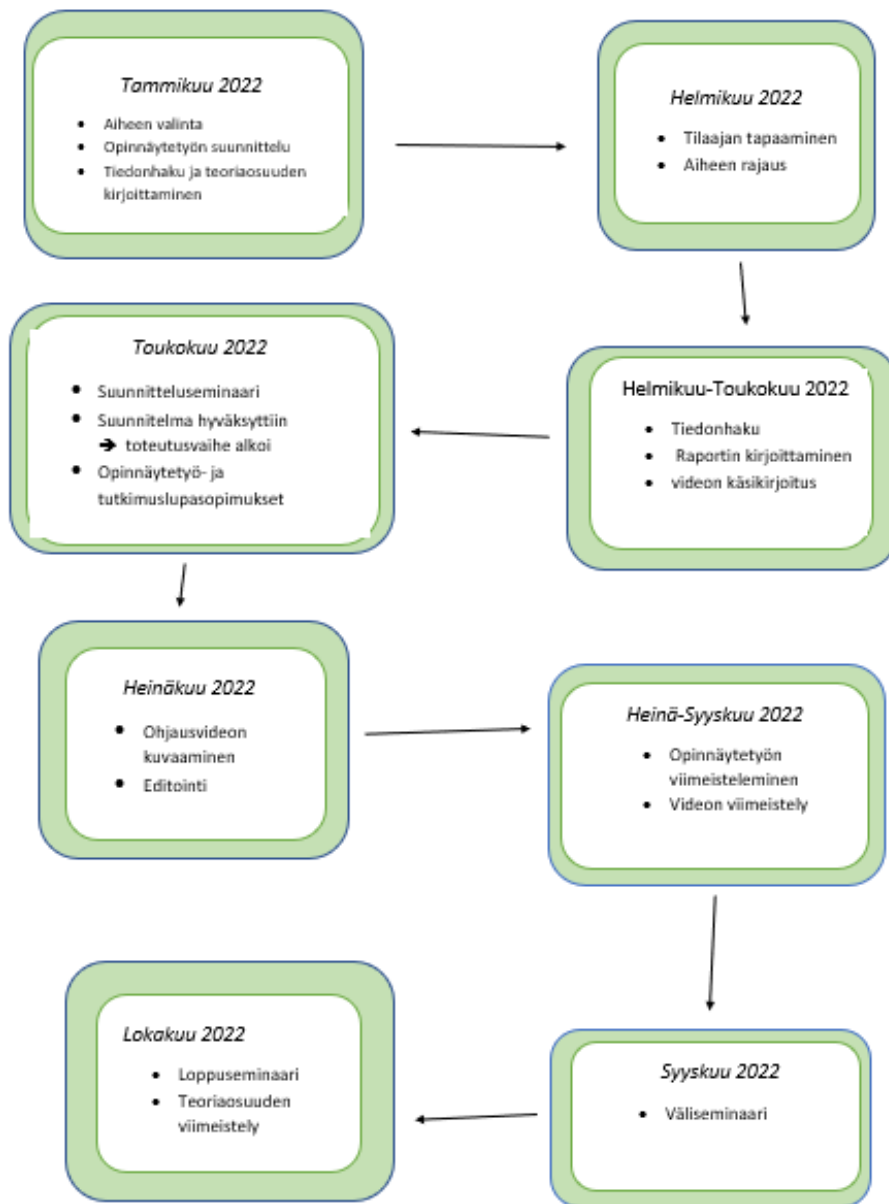 Tammikuu 2022
• Aiheen valinta
• Opinnäytetyön suunnittelu
• Tiedonhaku ja teoriaosuuden
kirjoittaminen
Helmikuu 2022
• Tilaajan tapaaminen
• Aiheen rajaus
Helmikuu-Toukokuu 2022
• Tiedonhaku
• Raportin kirjoittaminen
• videon käsikirjoitus
Toukokuu 2022
• Suunnitteluseminaari
• Suunnitelma hyväksyttiin
➔ toteutusvaihe alkoi
• Opinnäytetyö- ja
tutkimuslupasopimukset
Heinäkuu 2022
• Ohjausvideon
kuvaaminen
• Editointi
Heinä-Syyskuu 2022
• Opinnäytetyön
viimeisteleminen
• Videon viimeistely
Syyskuu 2022
• Väliseminaari
Lokakuu 2022
• Loppuseminaari
• Teoriaosuuden
viimeistely